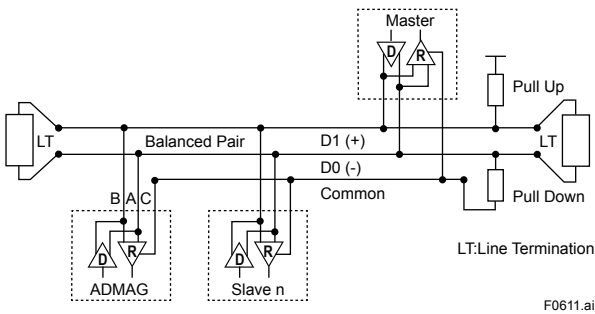 Master
D R
Pull Up
LT Balanced Pair D1 (+) LT
D0 (-)
B A C Common Pull Down
D R D R
LT:Line Termination
ADMAG Slave n
F0611.ai